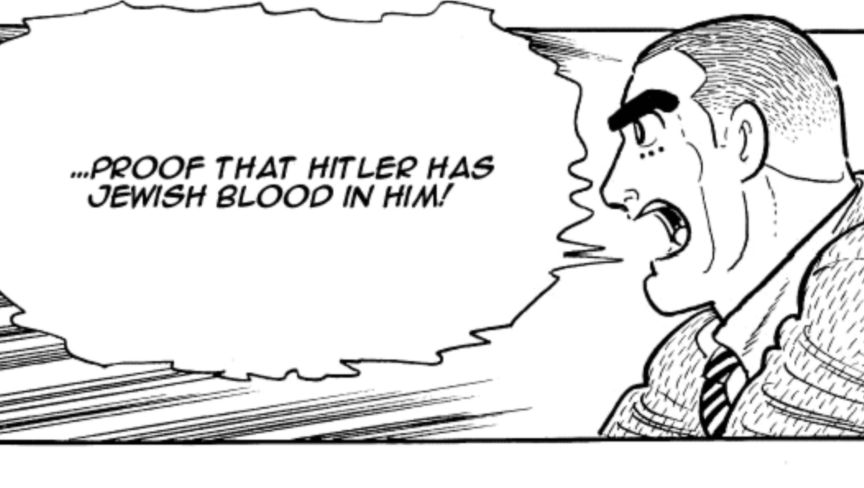 ...PROOF THAT HITLER HAS
JEWISH BLOOD IN HIM!